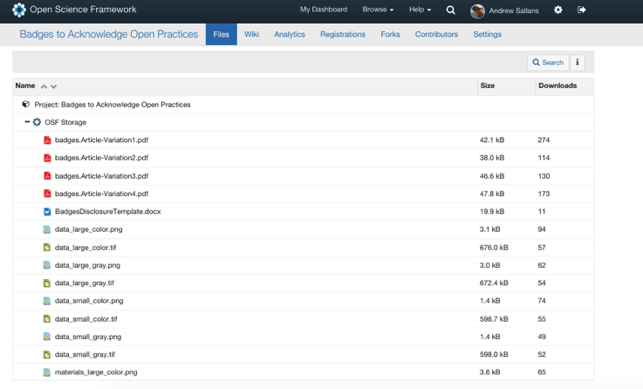 Open Science Framework My Dashboard Browse Help Andrew Sallans
Badges to Acknowledge Open Practices Files Wiki Analytics Registrations Forks Contributors Settings
Search i
Name Size Downloads
Project: Badges to Acknowledge Open Practices
OSF Storage
badges.Article-Variation1.pdf 42.1 kB 274
badges.Article-Variation2.pdf 38.0 kB 114
badges.Article-Variation3.pdf 46.6 kB 130
badges.Article-Variation4.pdf 47.8 kB 173
BadgesDisclosureTemplate.docx 19.9 kB 11
data_large_color.png 3.1 kB 94
data_large_color.tif 676.0 kB 57
data_large_gray.png 3.0 kB 62
data_large_gray.tif 672.4 kB 54
data_small_color.png 1.4 kB 74
data_small_color.tif 598.7 kB 55
data_small_gray.png 1.4 kB 49
data_small_gray.tif 598.0 kB 52
materials_large_color.png 3.6 kB 65